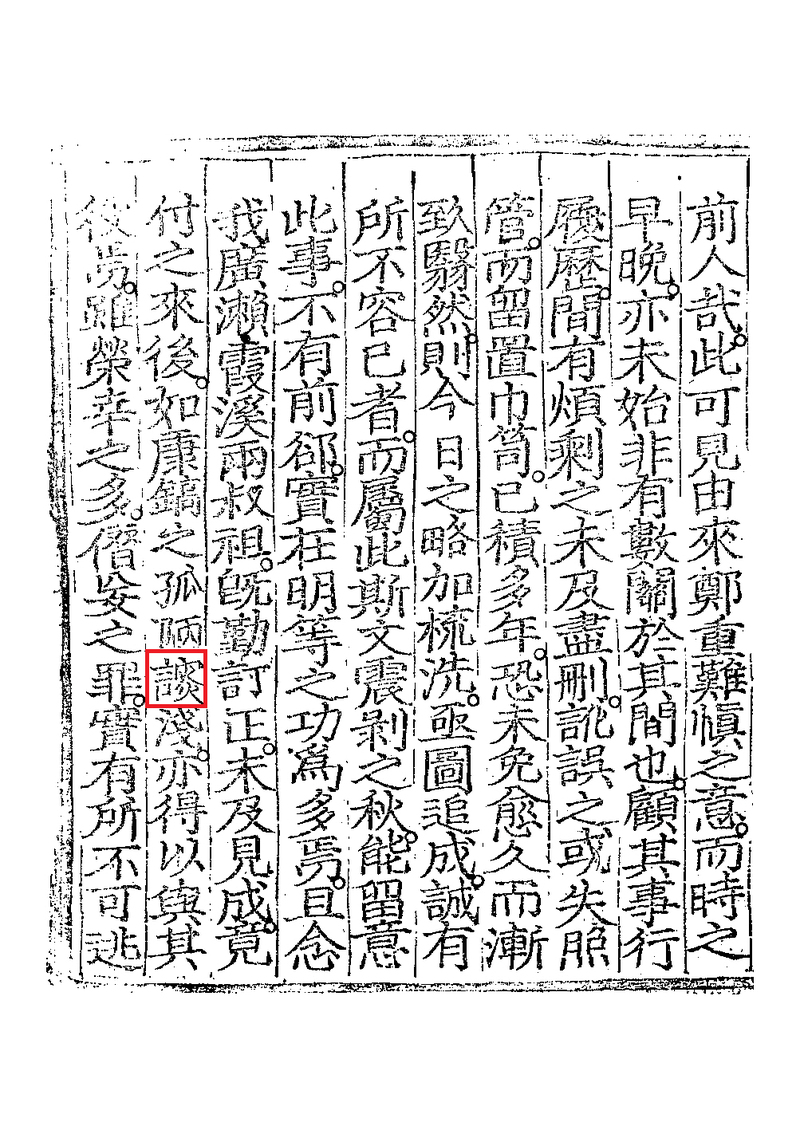 前人哉此可見由來鄭重難愼之意而時之
早晩亦未始非有數關於其間也顧其事行
履歷間有煩剩之未及盡刪訛誤之或失照
管而留置巾笥已積多年恐未免愈久而漸
致翳然則今日之略加梳洗亟圖追成誠有
所不容已者而屬此斯文震剥之秋能留意
此事不有前郤實在明等之功爲多焉且念
我廣瀬霞溪兩叔祖旣勤訂正未及見成竟
付之來後如康鎬之孤陋謭淺亦得以與其
役焉雖榮幸之多僭妄之罪實有所不可逃